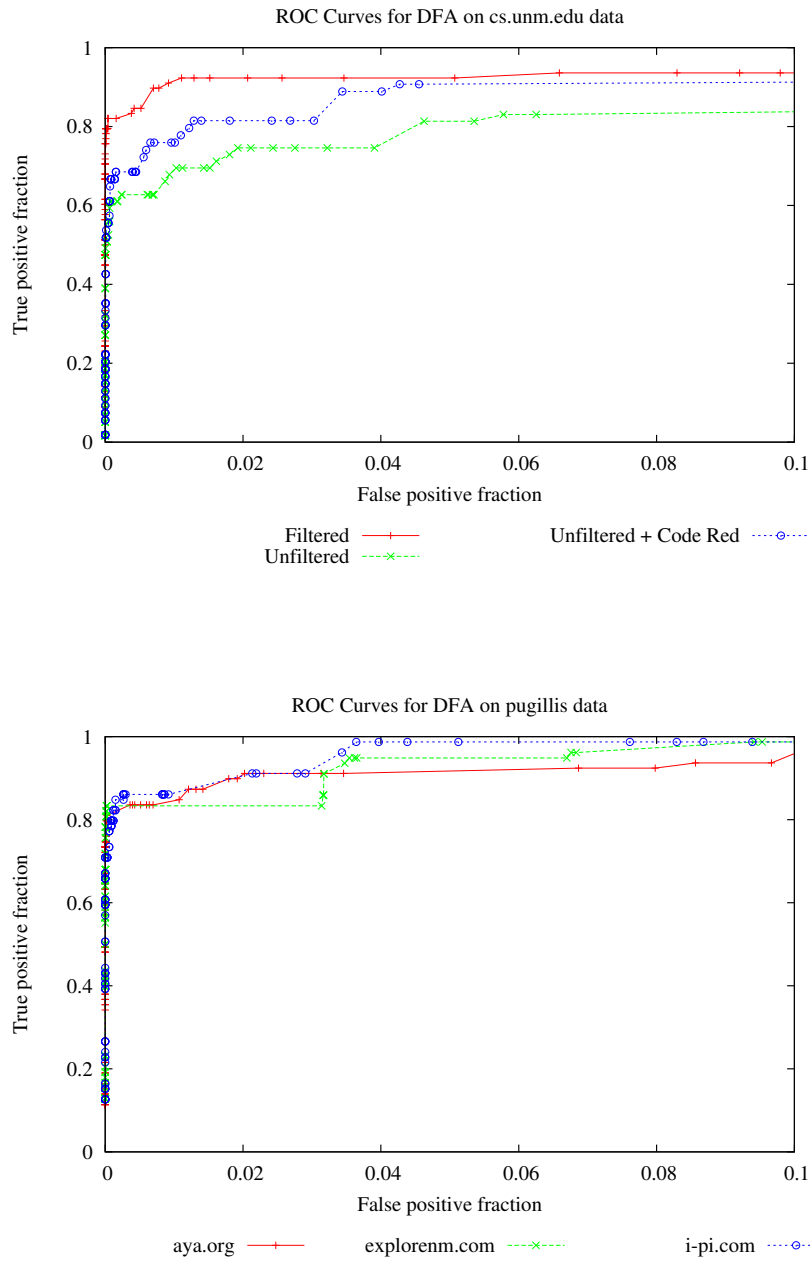 ROC Curves for DFA on cs.unm.edu data
1
0.8
0.6
0.4
0.2
0
True positive fraction
0 0.02 0.04 0.06 0.08 0.1
False positive fraction
Filtered Unfiltered + Code Red
Unfiltered
ROC Curves for DFA on pugillis data
1
0.8
0.6
0.4
0.2
0
True positive fraction
0 0.02 0.04 0.06 0.08 0.1
False positive fraction
aya.org explorenm.com i-pi.com